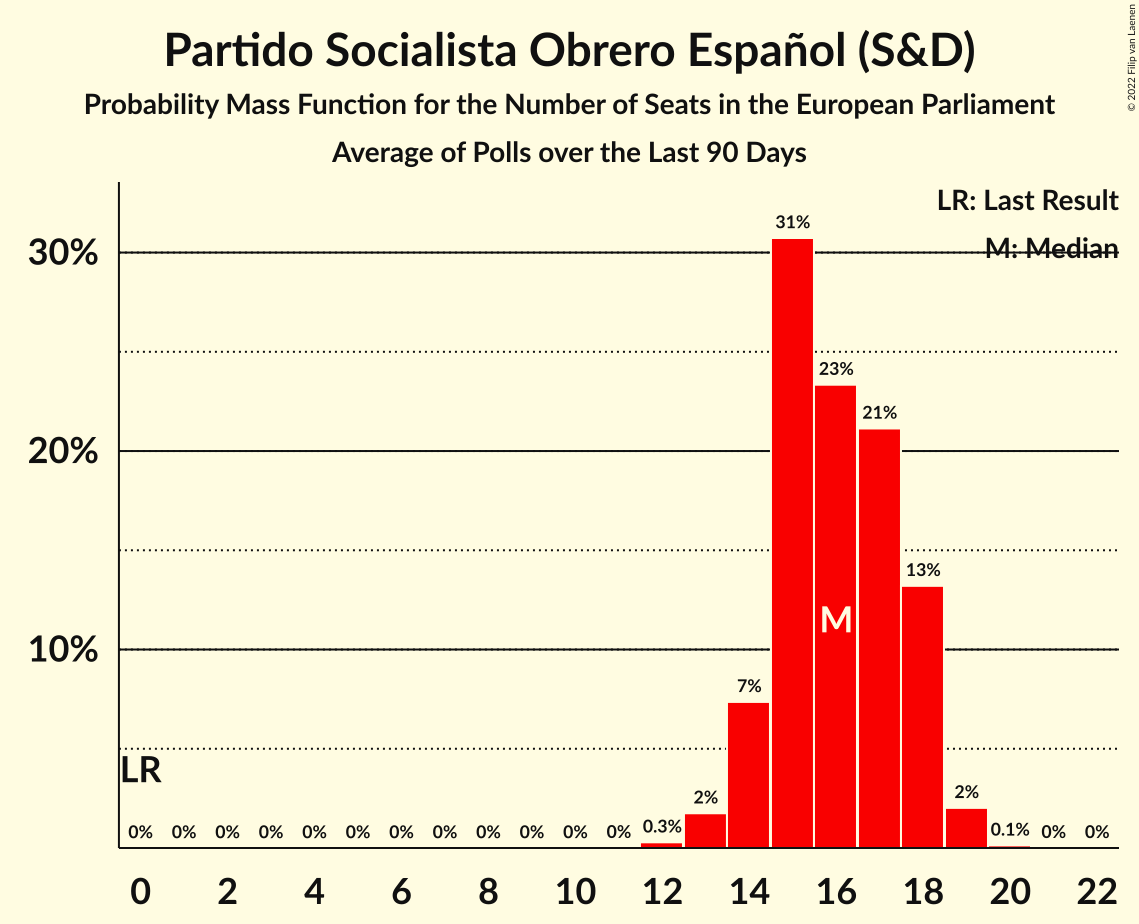 Partido Socialista Obrero Español (S&D)
Probability Mass Function for the Number of Seats in the European Parliament
Average of Polls over the Last 90 Days
© 2022 Filip van Laenen
LR: Last Result
M: Median
30%
20%
10%
31%
23%
21%
13%
7%
2%
2%
M
LR
0% 0% 0% 0% 0% 0% 0% 0% 0% 0% 0% 0% 0.3% 0.1% 0% 0%
0 2 4 6 8 10 12 14 16 18 20 22